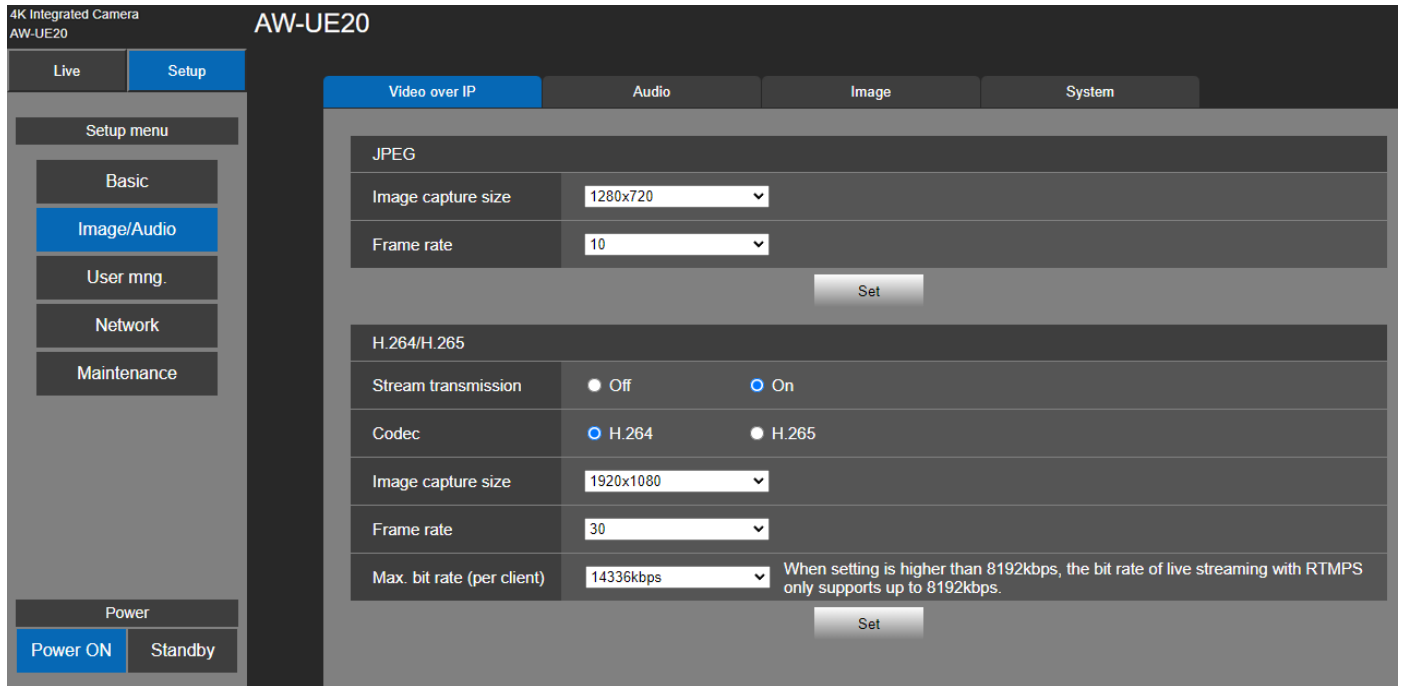 4K Integrated Camera
AW-UE20
AW-UE20
Live
Setup
Setup menu
Basic
Image/Audio
User mng.
Network
Maintenance
Power
Power ON
Standby
Video over IP
Audio
Image
System
JPEG
Image capture size
1280x720
Frame rate
10
Set
H.264/H.265
Stream transmission
Off
On
Codec
H.264
H.265
Image capture size
1920x1080
Frame rate
30
Max. bit rate (per client)
14336kbps
When setting is higher than 8192kbps, the bit rate of live streaming with RTMPS
only supports up to 8192kbps.
Set